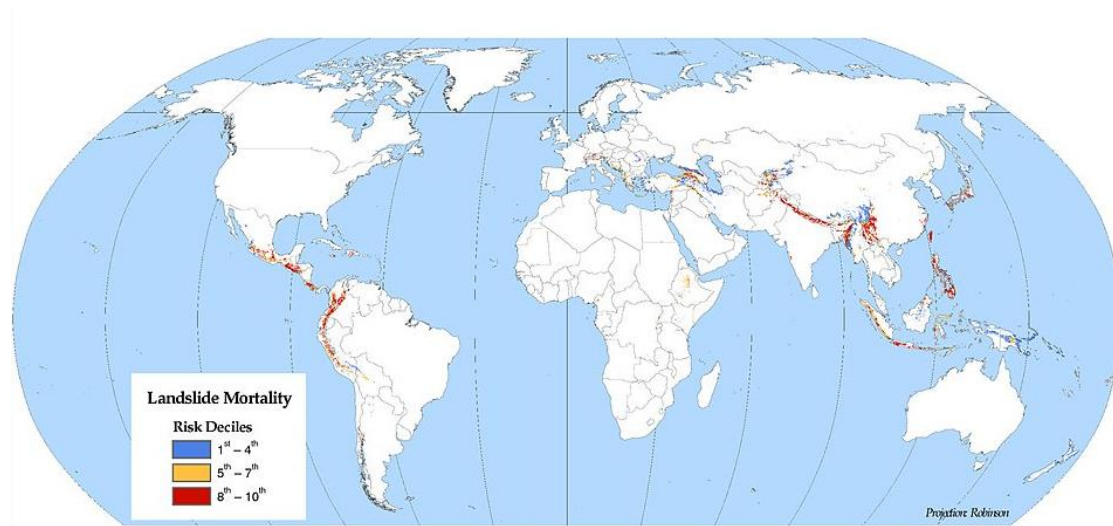 Landslide Mortality
Risk Deciles
1st – 4th
5th – 7th
8th – 10th
Projection: Robinson